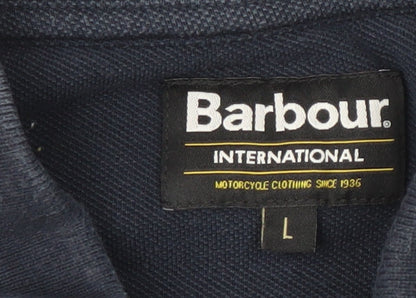 Barbour®
INTERNATIONAL
MOTORCYCLE CLOTHING SINCE 1936
L